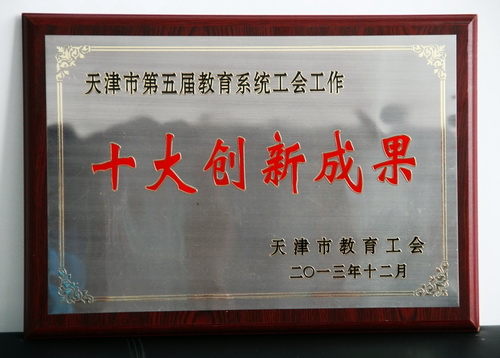 天津市第五届教育系统工会工作
十大创新成果
天津市教育工会
二〇一三年十二月